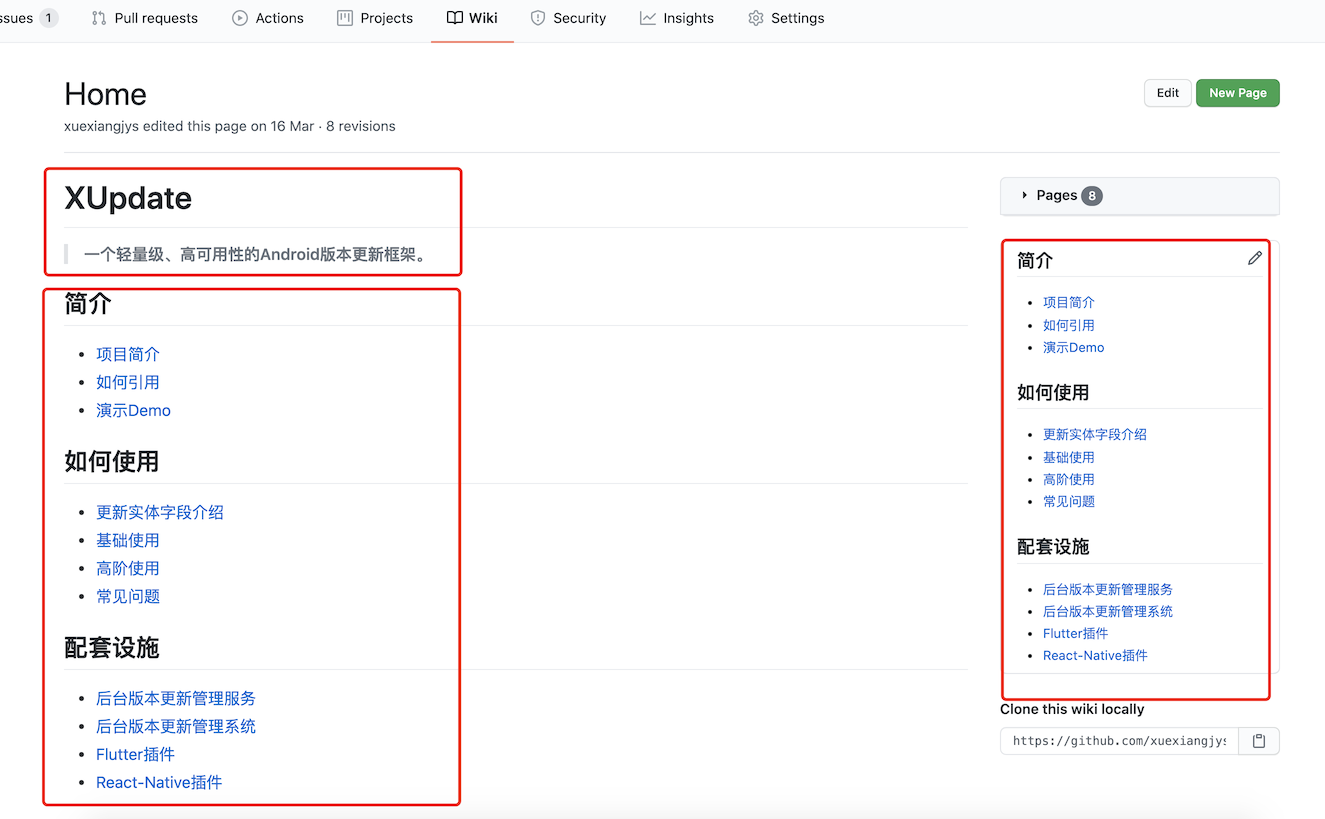 ssues 1 Pull requests Actions Projects Wiki Security Insights Settings
Home
Edit New Page
xuexiangjys edited this page on 16 Mar · 8 revisions
XUpdate
一个轻量级、高可用性的Android版本更新框架。
简介
项目简介
如何引用
演示Demo
如何使用
更新实体字段介绍
基础使用
高阶使用
常见问题
配套设施
后台版本更新管理服务
后台版本更新管理系统
Flutter插件
React-Native插件
Pages 8
简介
项目简介
如何引用
演示Demo
如何使用
更新实体字段介绍
基础使用
高阶使用
常见问题
配套设施
后台版本更新管理服务
后台版本更新管理系统
Flutter插件
React-Native插件
Clone this wiki locally
https://github.com/xuexiangjys